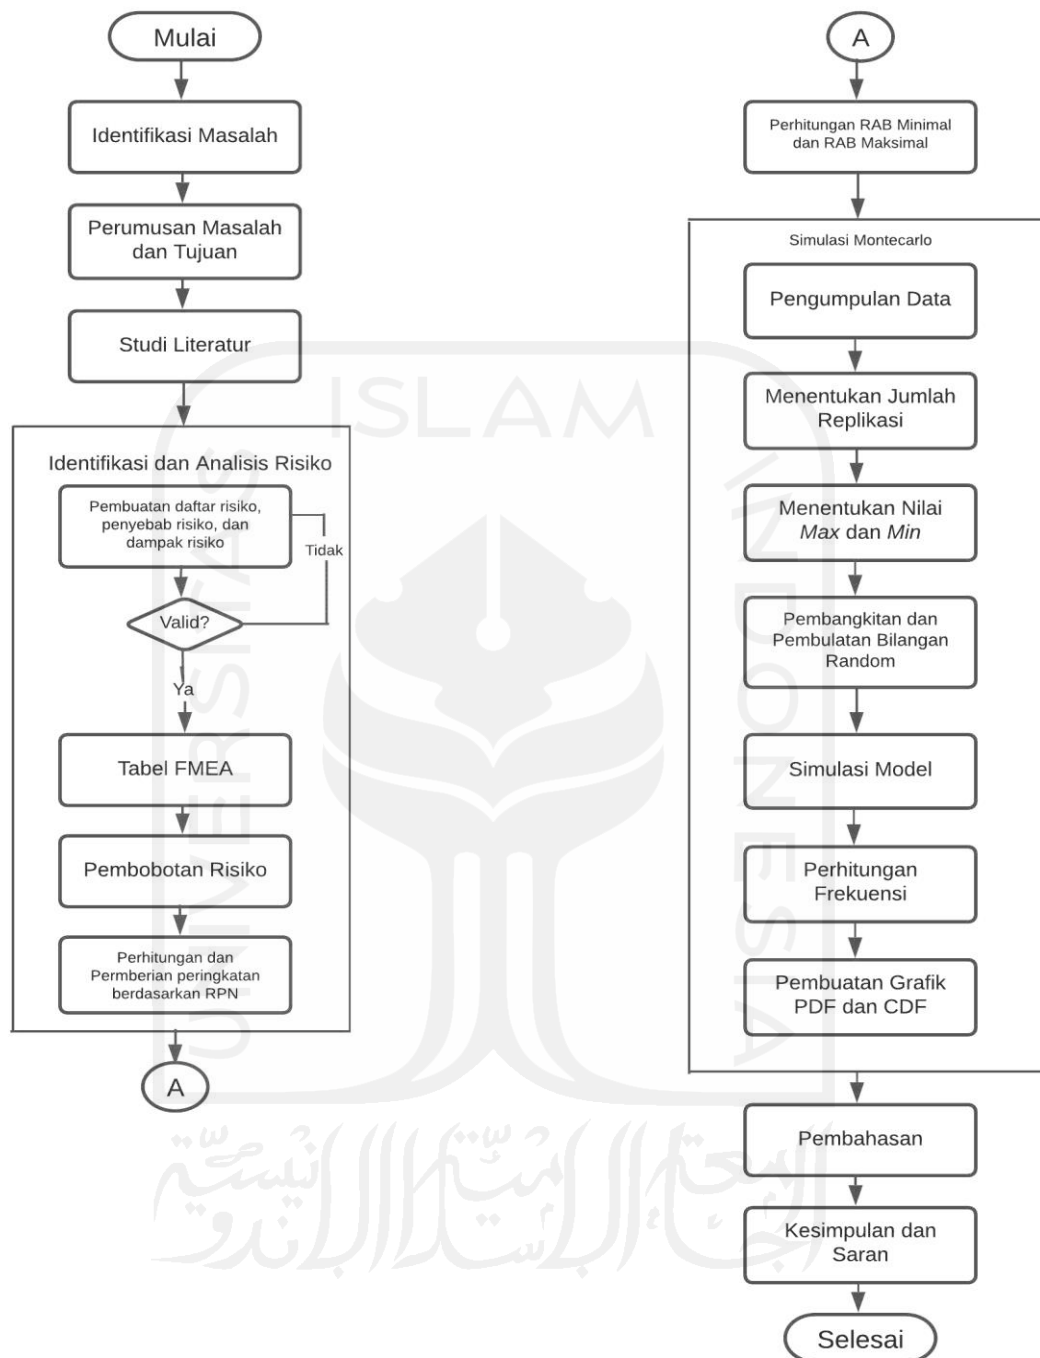 Mulai
Identifikasi Masalah
Perumusan Masalah
dan Tujuan
Studi Literatur
Identifikasi dan Analisis Risiko
Pembuatan daftar risiko,
penyebab risiko, dan
dampak risiko
Tidak
Valid?
Ya
Tabel FMEA
Pembobotan Risiko
Perhitungan dan
Permberian peringkatan
berdasarkan RPN
A
A
Perhitungan RAB Minimal
dan RAB Maksimal
Simulasi Montecarlo
Pengumpulan Data
Menentukan Jumlah
Replikasi
Menentukan Nilai
Max dan Min
Pembangkitan dan
Pembulatan Bilangan
Random
Simulasi Model
Perhitungan
Frekuensi
Pembuatan Grafik
PDF dan CDF
Pembahasan
Kesimpulan dan
Saran
Selesai
UNIVERSITAS
ISLAM
INDONESIA